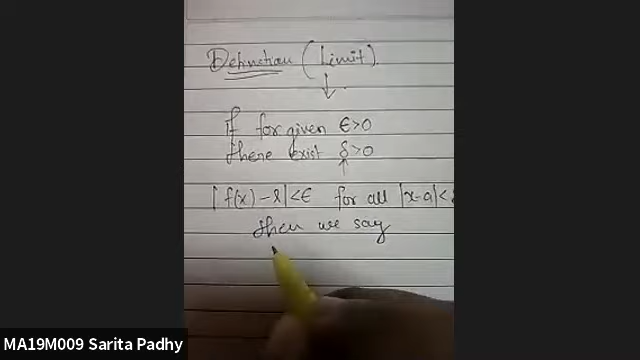 Definition (Limit).
↓
If for given ϵ>0
there exist δ>0
↑
|f(x)-l|<ϵ for all |x-a|<
then we say
MA19M009 Sarita Padhy